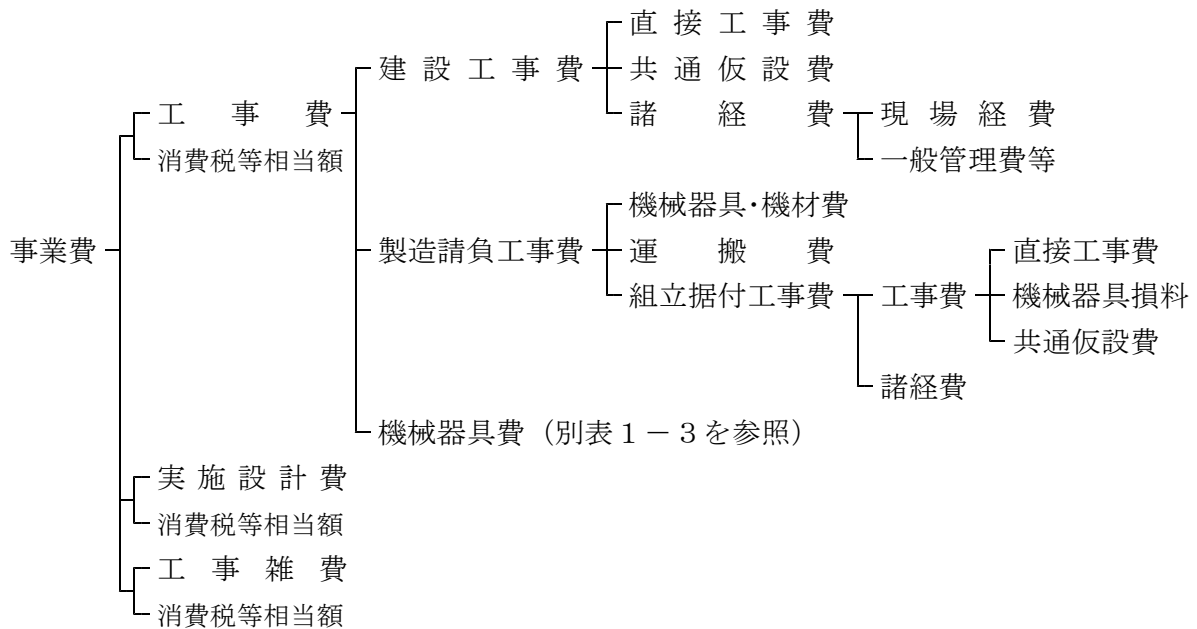 直接工事費
建設工事費 共通仮設費
工事費 諸経費 現場経費
消費税等相当額 一般管理費等
機械器具・機材費
事業費 製造請負工事費 運搬費 直接工事費
組立据付工事費 工事費 機械器具損料
共通仮設費
諸経費
機械器具費（別表１－３を参照）
実施設計費
消費税等相当額
工事雑費
消費税等相当額